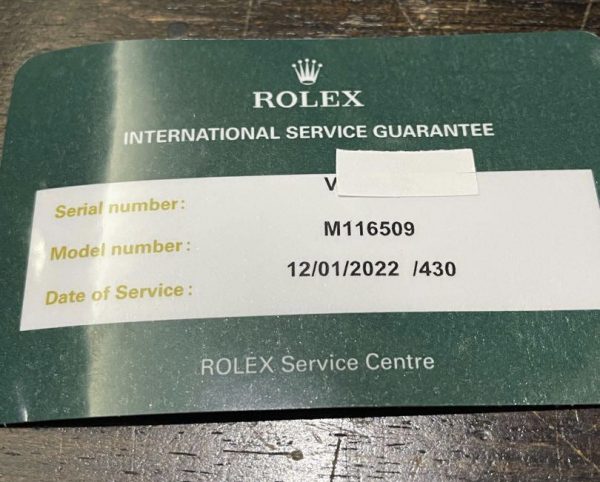 ROLEX
INTERNATIONAL SERVICE GUARANTEE
Serial number: V
Model number: M116509
Date of Service: 12/01/2022 /430
ROLEX Service Centre